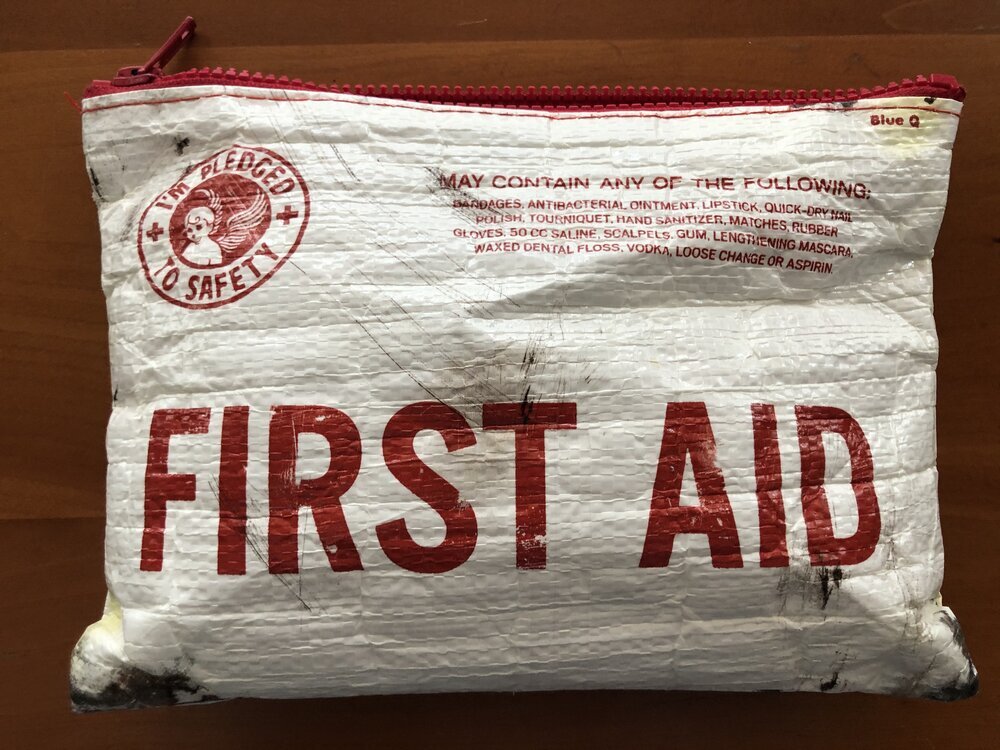 Blue Q
I'M PLEDGED
TO SAFETY
MAY CONTAIN ANY OF THE FOLLOWING:
BANDAGES, ANTIBACTERIAL OINTMENT, LIPSTICK, QUICK-DRY NAIL
POLISH, TOURNIQUET, HAND SANITIZER, MATCHES, RUBBER
GLOVES, 50 CC SALINE, SCALPELS, GUM, LENGTHENING MASCARA,
WAXED DENTAL FLOSS, VODKA, LOOSE CHANGE OR ASPIRIN.
FIRST AID